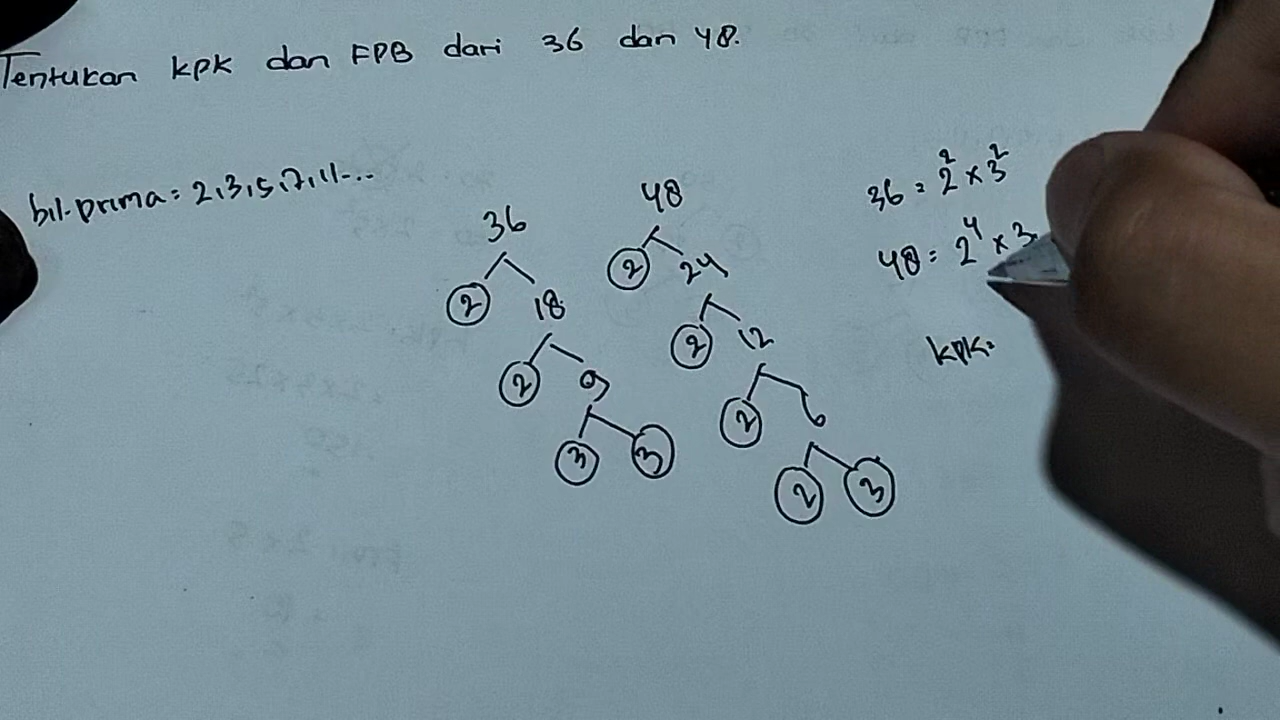 Tentukan kpk dan FPB dari 36 dan 48.
bil.prima = 2,3,5,7,11...
36
2 18
2 9
3 3
48
2 24
2 12
2 6
2 3
36 = 2² x 3²
48 = 2⁴ x 3
kpk=